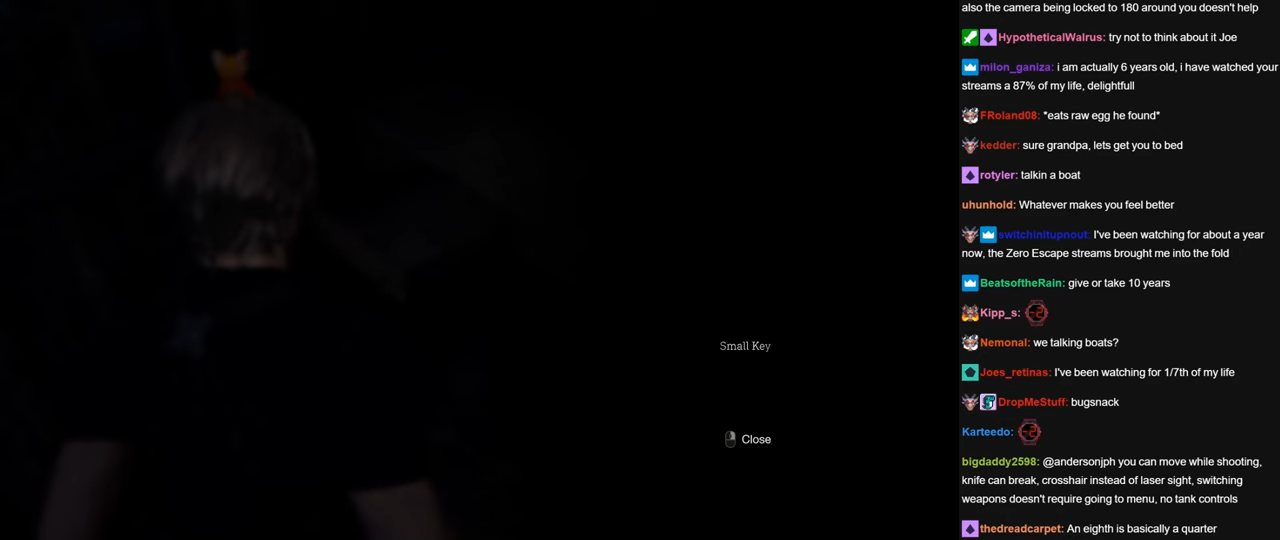 Small Key
Close
also the camera being locked to 180 around you doesn't help
HypotheticalWalrus: try not to think about it Joe
milon_ganiza: i am actually 6 years old, i have watched your
streams a 87% of my life, delightfull
FRoland08: *eats raw egg he found*
kedder: sure grandpa, lets get you to bed
rotyler: talkin a boat
uhunhold: Whatever makes you feel better
switchinitupnout: I've been watching for about a year
now, the Zero Escape streams brought me into the fold
BeatsoftheRain: give or take 10 years
Kipp_s: -2
Nemonal: we talking boats?
Joes_retinas: I've been watching for 1/7th of my life
DropMeStuff: bugsnack
Karteedo: -2
bigdaddy2598: @andersonjph you can move while shooting,
knife can break, crosshair instead of laser sight, switching
weapons doesn't require going to menu, no tank controls
thedreadcarpet: An eighth is basically a quarter